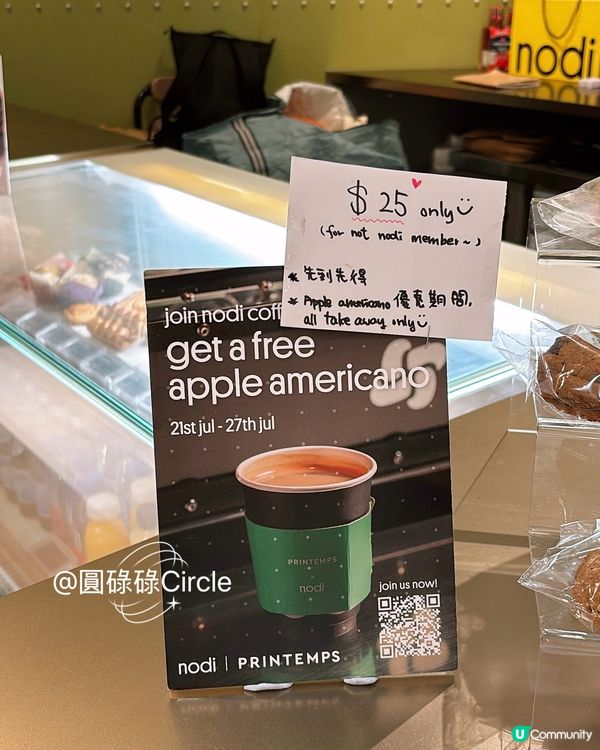 nodi
$ 25 only
(for not nodi member~)
* 先到先得
* Apple americano 優惠期間,
all take away only
join nodi coff
get a free
apple americano
21st jul - 27th jul
PRINTEMPS
×
nodi
join us now!
nodi | PRINTEMPS
@圓碌碌Circle
U Community